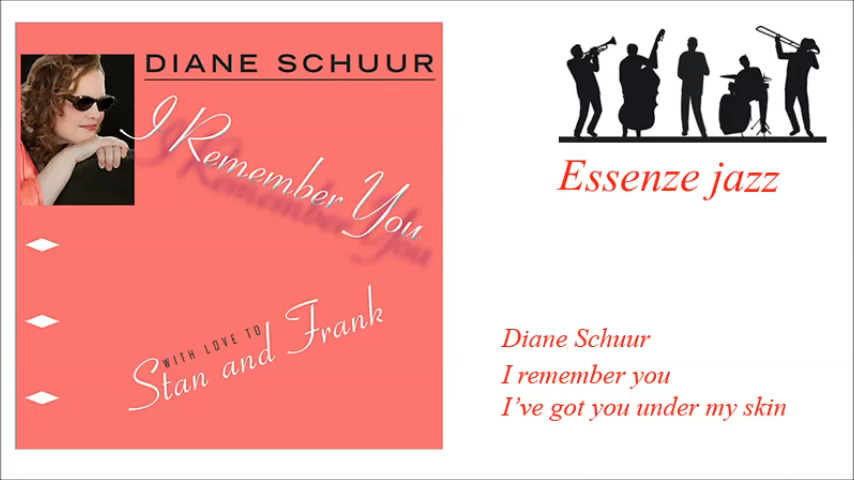 DIANE SCHUUR
I Remember You
WITH LOVE TO
Stan and Frank
Essenze jazz
Diane Schuur
I remember you
I’ve got you under my skin